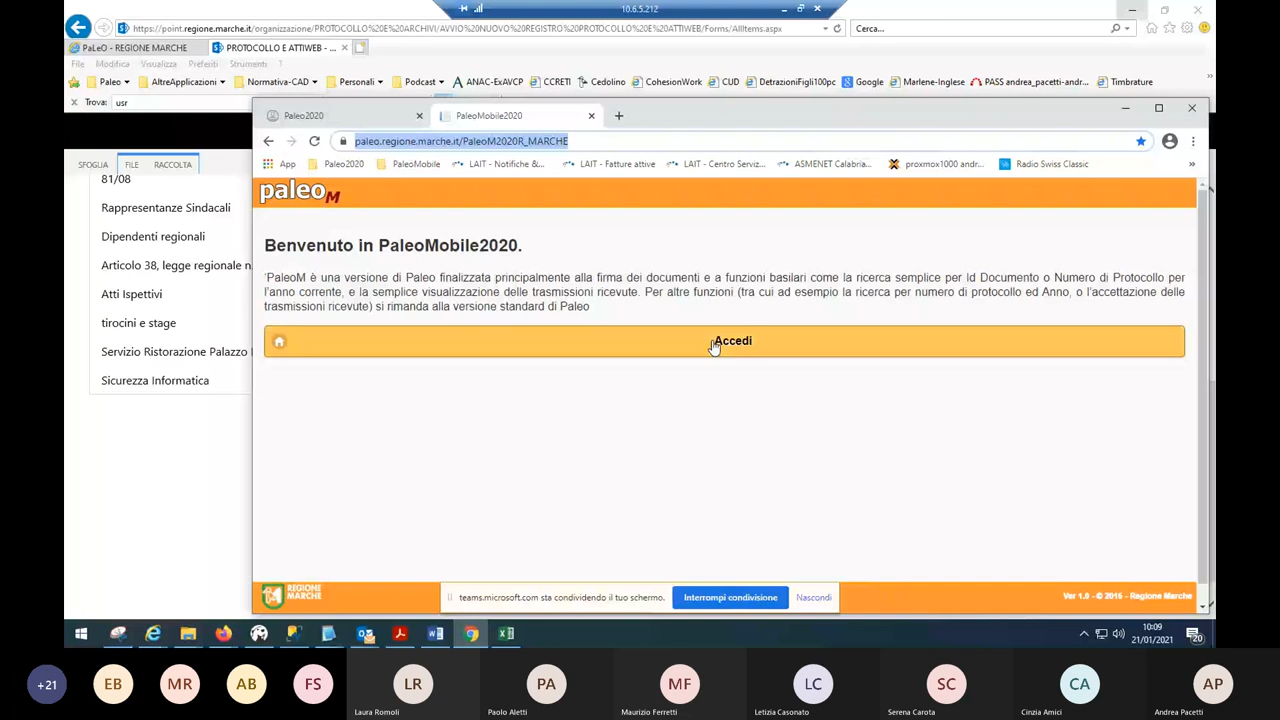 10.6.5.212
https://point.regione.marche.it/organizzazione/PROTOCOLLO%20E%20ARCHIVI/AVVIO%20NUOVO%20REGISTRO%20PROTOCOLLO%20E%20ATTIWEB/Forms/AllItems.aspx
Cerca...
PaLeO - REGIONE MARCHE
PROTOCOLLO E ATTIWEB - ...
File Modifica Visualizza Preferiti Strumenti
Paleo AltreApplicazioni Normativa-CAD Personali Podcast ANAC-ExAVCP CCRETI Cedolino CohesionWork CUD DetrazioniFigli100pc Google Marlene-Inglese PASS andrea_pacetti-andr... Timbrature
Trova: usr
Paleo2020
PaleoMobile2020
paleo.regione.marche.it/PaleoM2020R_MARCHE
App Paleo2020 PaleoMobile LAIT - Notifiche &... LAIT - Fatture attive LAIT - Centro Serviz... ASMENET Calabria... proxmox1000 andr... Radio Swiss Classic
SFOGLIA FILE RACCOLTA
81/08
Rappresentanze Sindacali
Dipendenti regionali
Articolo 38, legge regionale n.
Atti Ispettivi
tirocini e stage
Servizio Ristorazione Palazzo
Sicurezza Informatica
paleo M
Benvenuto in PaleoMobile2020.
'PaleoM è una versione di Paleo finalizzata principalmente alla firma dei documenti e a funzioni basilari come la ricerca semplice per Id Documento o Numero di Protocollo per
l'anno corrente, e la semplice visualizzazione delle trasmissioni ricevute. Per altre funzioni (tra cui ad esempio la ricerca per numero di protocollo ed Anno, o l'accettazione delle
trasmissioni ricevute) si rimanda alla versione standard di Paleo
Accedi
REGIONE
MARCHE
teams.microsoft.com sta condividendo il tuo schermo.
Interrompi condivisione
Nascondi
Ver 1.0 - © 2016 - Regione Marche
10:09
21/01/2021
20
+21 EB MR AB FS LR PA MF LC SC CA AP
Laura Romoli Paolo Aletti Maurizio Ferretti Letizia Casonato Serena Carota Cinzia Amici Andrea Pacetti